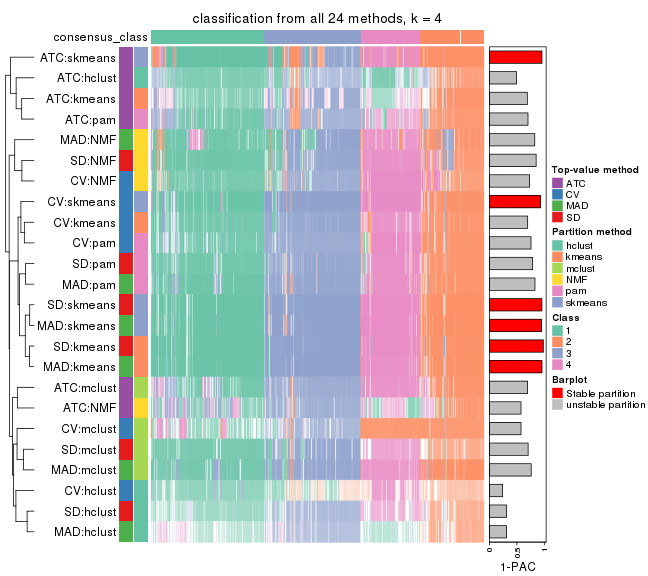 classification from all 24 methods, k = 4
consensus_class
ATC:skmeans
ATC:hclust
ATC:kmeans
ATC:pam
MAD:NMF
SD:NMF
CV:NMF
CV:skmeans
CV:kmeans
CV:pam
SD:pam
MAD:pam
SD:skmeans
MAD:skmeans
SD:kmeans
MAD:kmeans
ATC:mclust
ATC:NMF
CV:mclust
SD:mclust
MAD:mclust
CV:hclust
SD:hclust
MAD:hclust
0
0.5
1
1-PAC
Top-value method
ATC
CV
MAD
SD
Partition method
hclust
kmeans
mclust
NMF
pam
skmeans
Class
1
2
3
4
Barplot
Stable partition
unstable partition